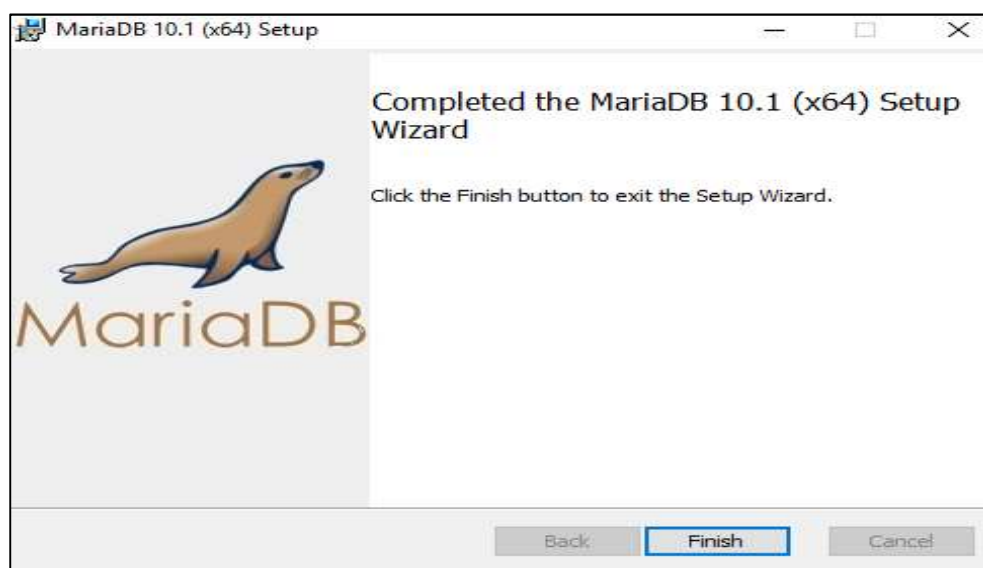 MariaDB 10.1 (x64) Setup
Completed the MariaDB 10.1 (x64) Setup
Wizard
Click the Finish button to exit the Setup Wizard.
MariaDB
Back Finish Cancel